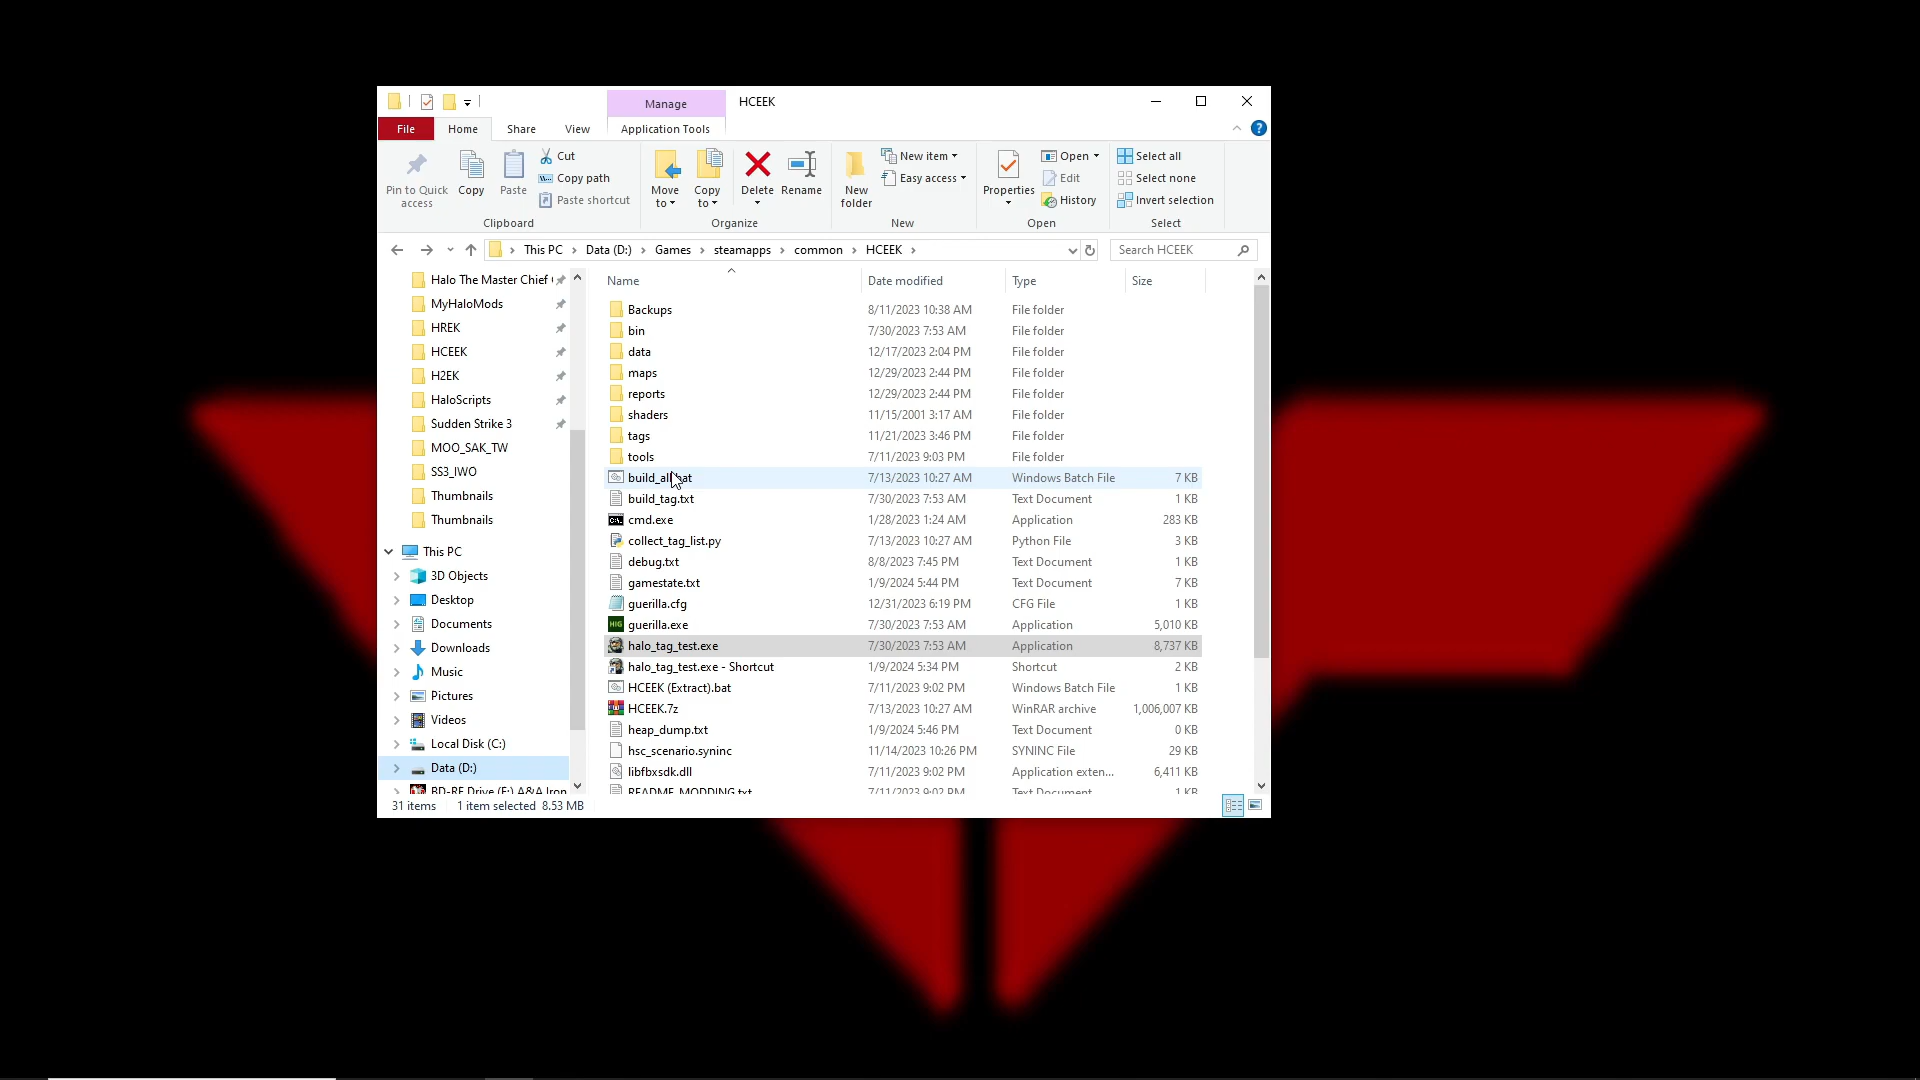 Manage HCEEK
File Home Share View Application Tools
Pin to Quick access
Copy
Paste
Cut
Copy path
Paste shortcut
Clipboard
Move to
Copy to
Delete
Rename
Organize
New folder
New item
Easy access
New
Properties
Open
Edit
History
Open
Select all
Select none
Invert selection
Select
This PC Data (D:) Games steamapps common HCEEK
Search HCEEK
Halo The Master Chief
MyHaloMods
HREK
HCEEK
H2EK
HaloScripts
Sudden Strike 3
MOO_SAK_TW
SS3_IWO
Thumbnails
Thumbnails
This PC
3D Objects
Desktop
Documents
Downloads
Music
Pictures
Videos
Local Disk (C:)
Data (D:)
BD-RE Drive (F:) A&A Iron
Name Date modified Type Size
Backups 8/11/2023 10:38 AM File folder
bin 7/30/2023 7:53 AM File folder
data 12/17/2023 2:04 PM File folder
maps 12/29/2023 2:44 PM File folder
reports 12/29/2023 2:44 PM File folder
shaders 11/15/2001 3:17 AM File folder
tags 11/21/2023 3:46 PM File folder
tools 7/11/2023 9:03 PM File folder
build_all.bat 7/13/2023 10:27 AM Windows Batch File 7 KB
build_tag.txt 7/30/2023 7:53 AM Text Document 1 KB
cmd.exe 1/28/2023 1:24 AM Application 283 KB
collect_tag_list.py 7/13/2023 10:27 AM Python File 3 KB
debug.txt 8/8/2023 7:45 PM Text Document 1 KB
gamestate.txt 1/9/2024 5:44 PM Text Document 7 KB
guerilla.cfg 12/31/2023 6:19 PM CFG File 1 KB
guerilla.exe 7/30/2023 7:53 AM Application 5,010 KB
halo_tag_test.exe 7/30/2023 7:53 AM Application 8,737 KB
halo_tag_test.exe - Shortcut 1/9/2024 5:34 PM Shortcut 2 KB
HCEEK (Extract).bat 7/11/2023 9:02 PM Windows Batch File 1 KB
HCEEK.7z 7/13/2023 10:27 AM WinRAR archive 1,006,007 KB
heap_dump.txt 1/9/2024 5:46 PM Text Document 0 KB
hsc_scenario.syninc 11/14/2023 10:26 PM SYNINC File 29 KB
libfbxsdk.dll 7/11/2023 9:02 PM Application exten... 6,411 KB
README_MODDING.txt 7/11/2023 9:02 PM Text Document 1 KB
31 items 1 item selected 8.53 MB